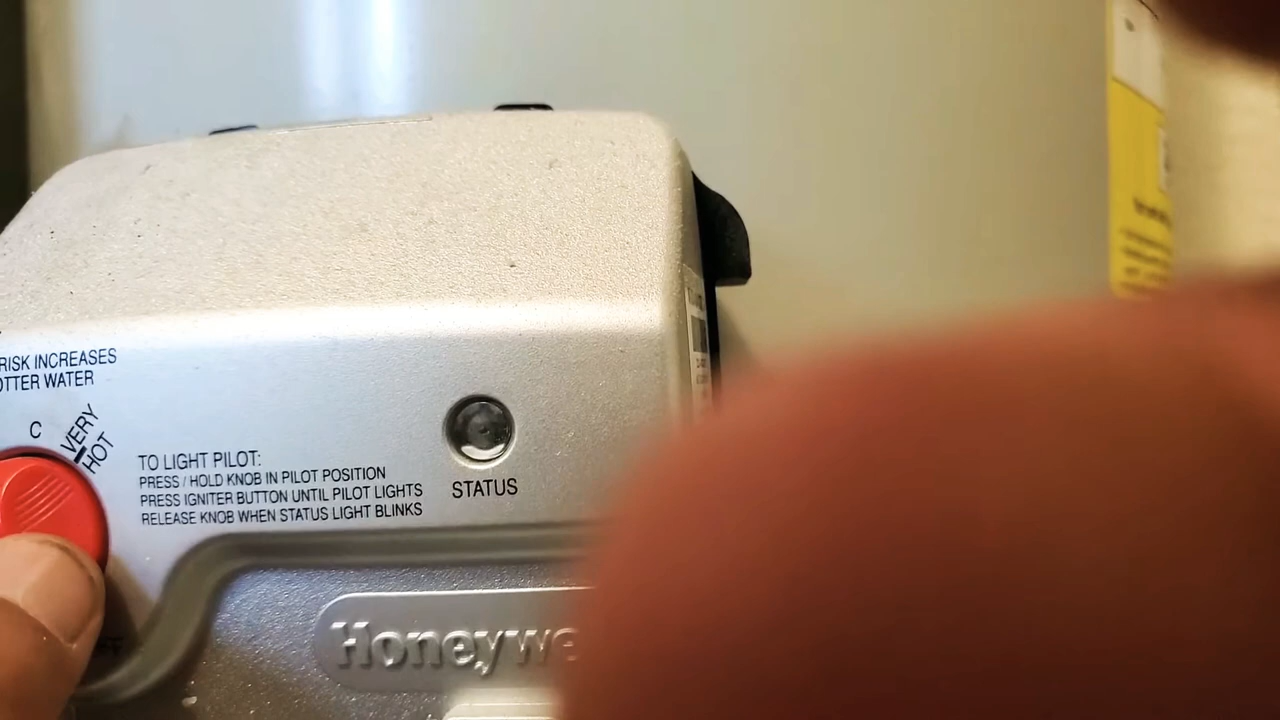 RISK INCREASES
OTTER WATER
C
VERY
HOT
TO LIGHT PILOT:
PRESS / HOLD KNOB IN PILOT POSITION
PRESS IGNITER BUTTON UNTIL PILOT LIGHTS
RELEASE KNOB WHEN STATUS LIGHT BLINKS
STATUS
Honeywe